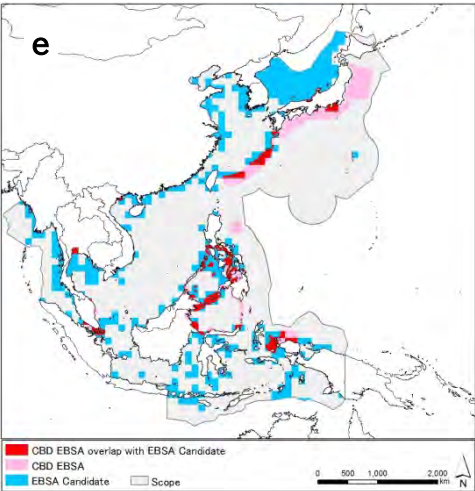 e
CBD EBSA overlap with EBSA Candidate
CBD EBSA
EBSA Candidate Scope
0 500 1,000 2,000
km
N